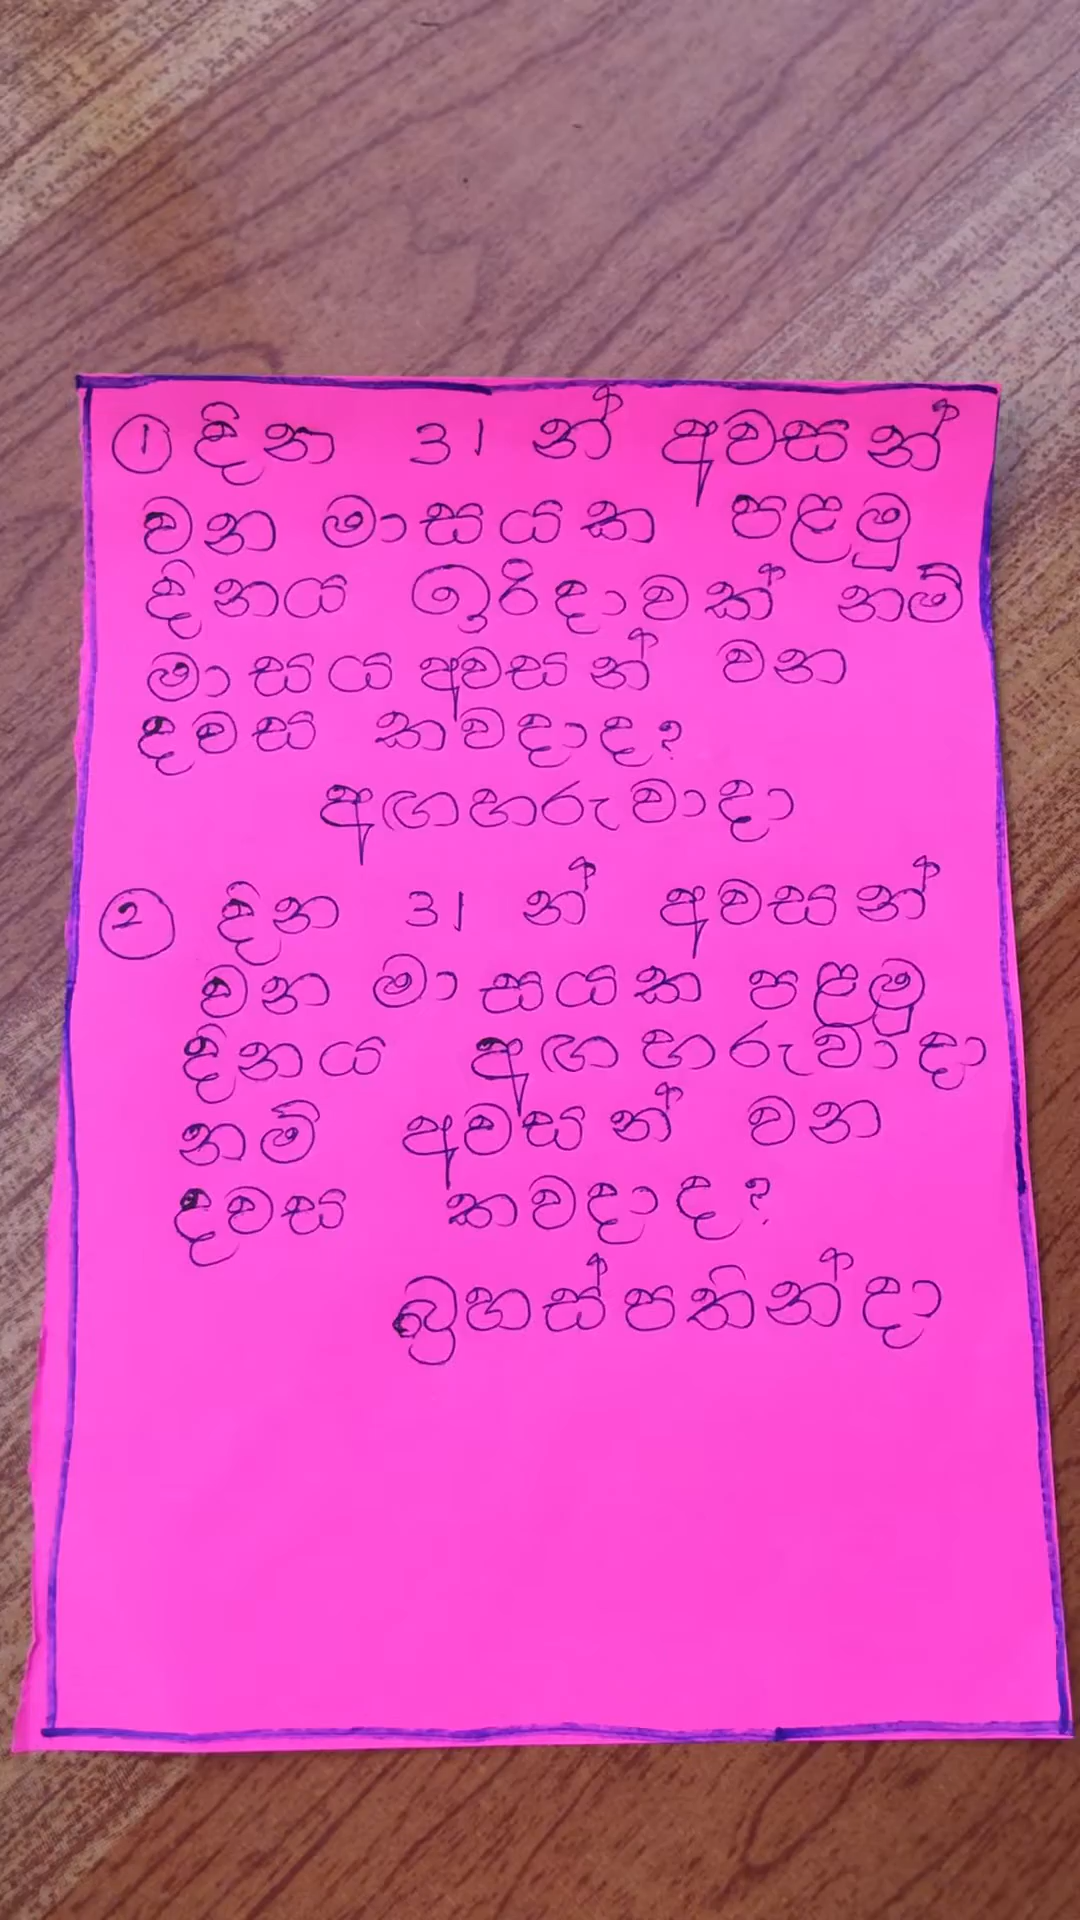 ① දින 31 න් අවසන්
වන මාසයක පළමු
දිනය ඉරිදාවක් නම්
මාසය අවසන් වන
දවස කවදාද?
අඟහරුවාදා
② දින 31 න් අවසන්
වන මාසයක පළමු
දිනය අඟහරුවාදා
නම් අවසන් වන
දවස කවදාද?
බ්‍රහස්පතින්දා